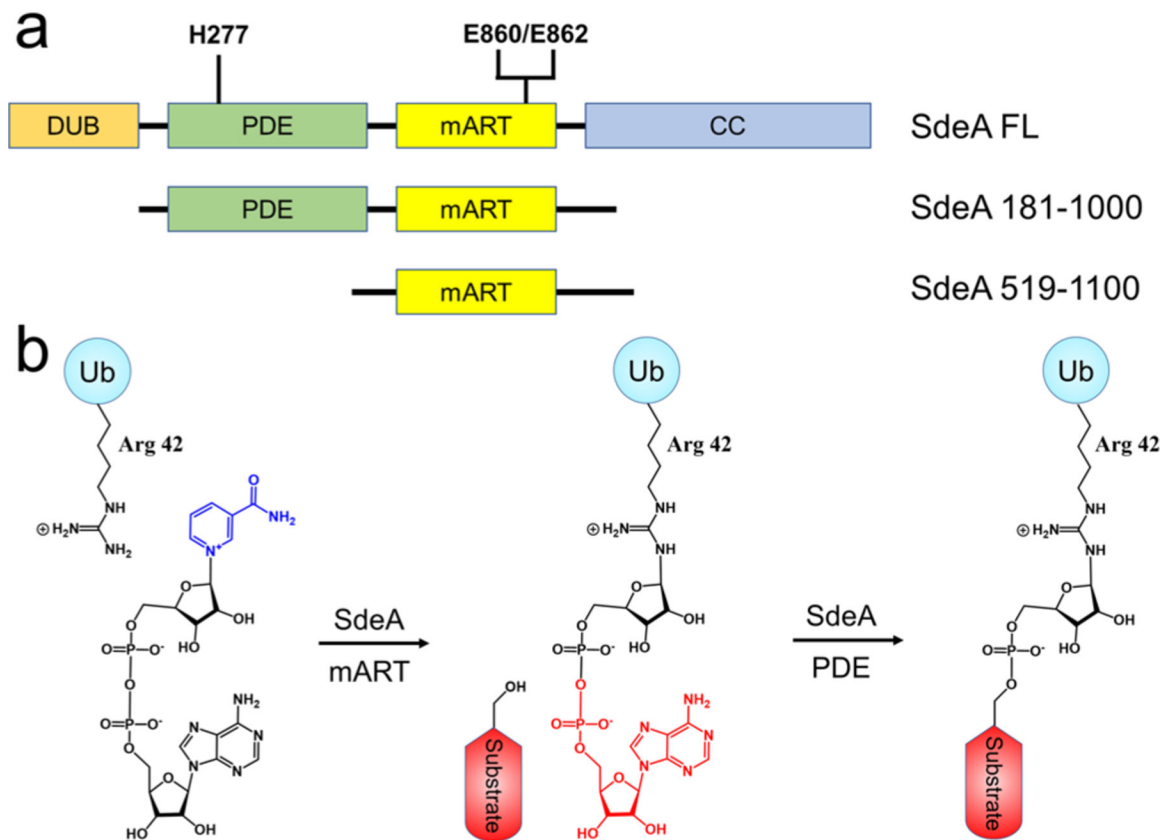 a
H277
E860/E862
DUB
PDE
mART
CC
SdeA FL
PDE
mART
SdeA 181-1000
mART
SdeA 519-1100
b
Ub
Arg 42
NH
⊕H₂N
NH₂
O
NH₂
N⁺
O
O
OH
HO
O=P-O⁻
O
O=P-O⁻
O
NH₂
N
N
N
N
O
HO
OH
SdeA
mART
Ub
Arg 42
NH
⊕H₂N
NH
O
O
OH
HO
O=P-O⁻
O
O=P-O⁻
O
NH₂
N
N
N
N
O
HO
OH
OH
Substrate
SdeA
PDE
Ub
Arg 42
NH
⊕H₂N
NH
O
O
OH
HO
O=P-O⁻
O
Substrate